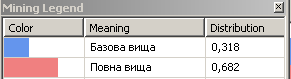 Mining Legend
Color Meaning Distribution
Базова вища 0,318
Повна вища 0,682